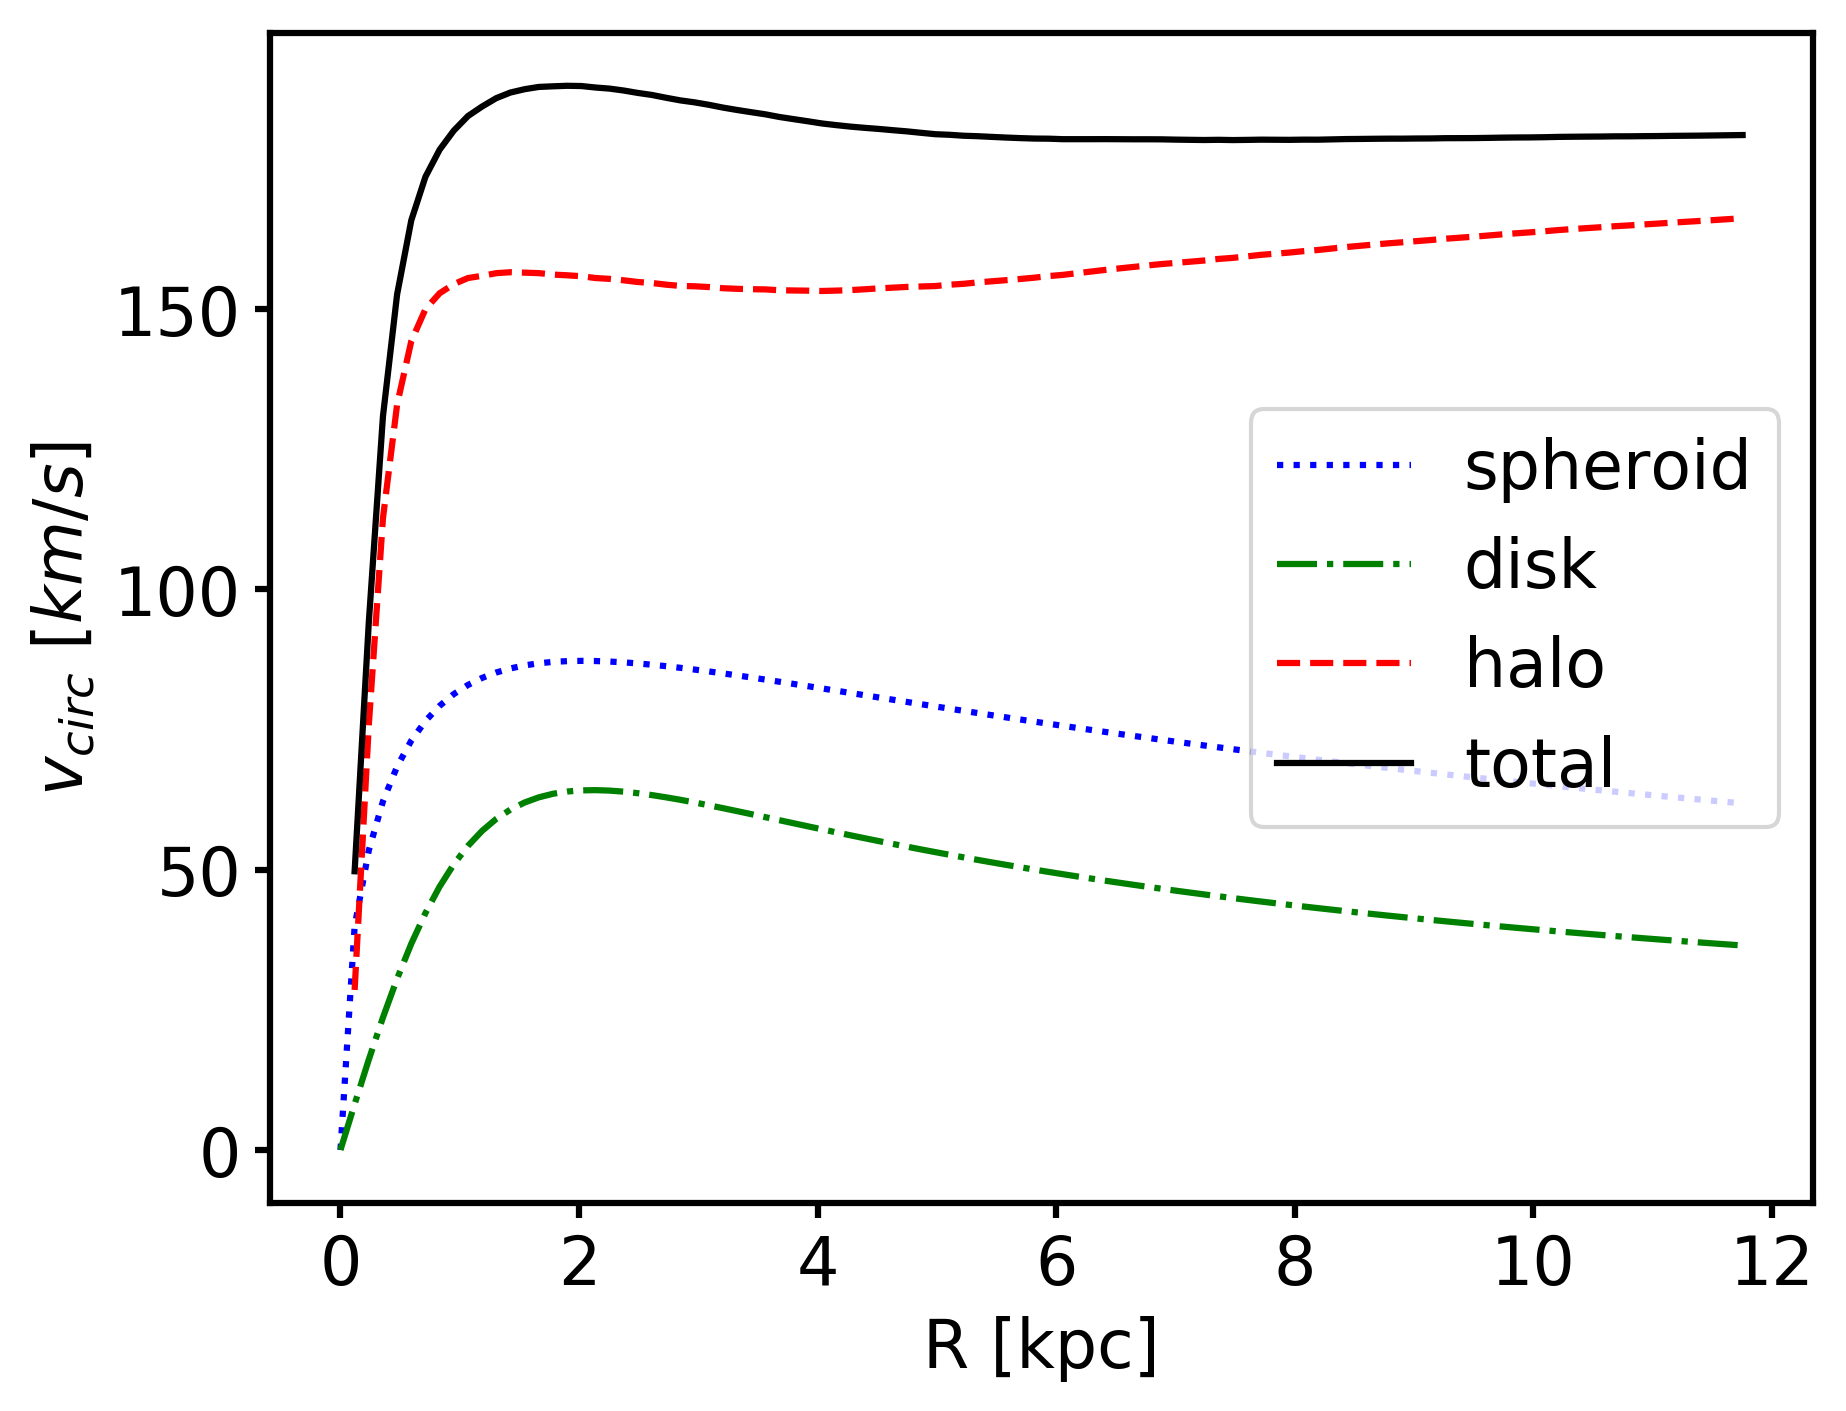 v_circ [km/s]
150
100
50
0
spheroid
disk
halo
total
0 2 4 6 8 10 12
R [kpc]